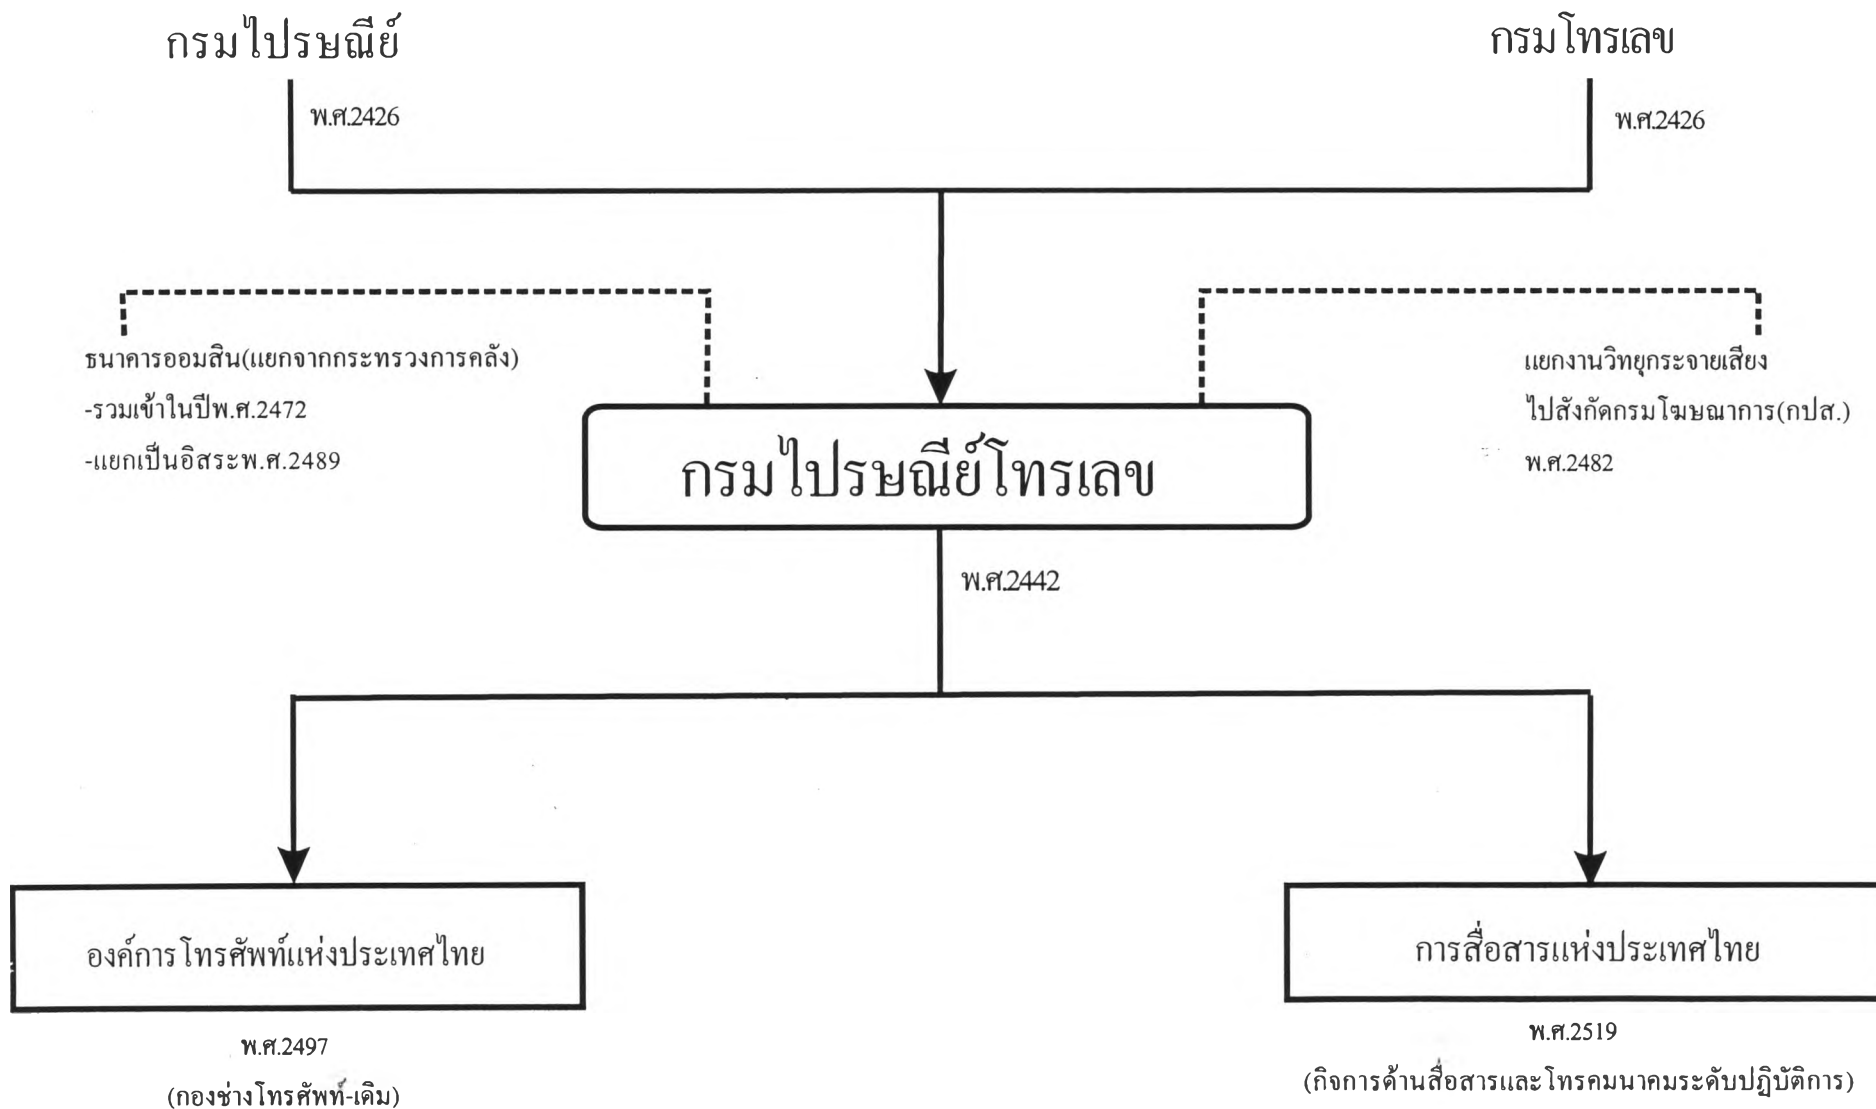 กรมไปรษณีย์
กรมโทรเลข
พ.ศ.2426
พ.ศ.2426
ธนาคารออมสิน(แยกจากกระทรวงการคลัง)
-รวมเข้าในปีพ.ศ.2472
-แยกเป็นอิสระพ.ศ.2489
แยกงานวิทยุกระจายเสียง
ไปสังกัดกรมโฆษณาการ(กปส.)
พ.ศ.2482
กรมไปรษณีย์โทรเลข
พ.ศ.2442
องค์การโทรศัพท์แห่งประเทศไทย
การสื่อสารแห่งประเทศไทย
พ.ศ.2497
(กองช่างโทรศัพท์-เดิม)
พ.ศ.2519
(กิจการด้านสื่อสารและโทรคมนาคมระดับปฏิบัติการ)